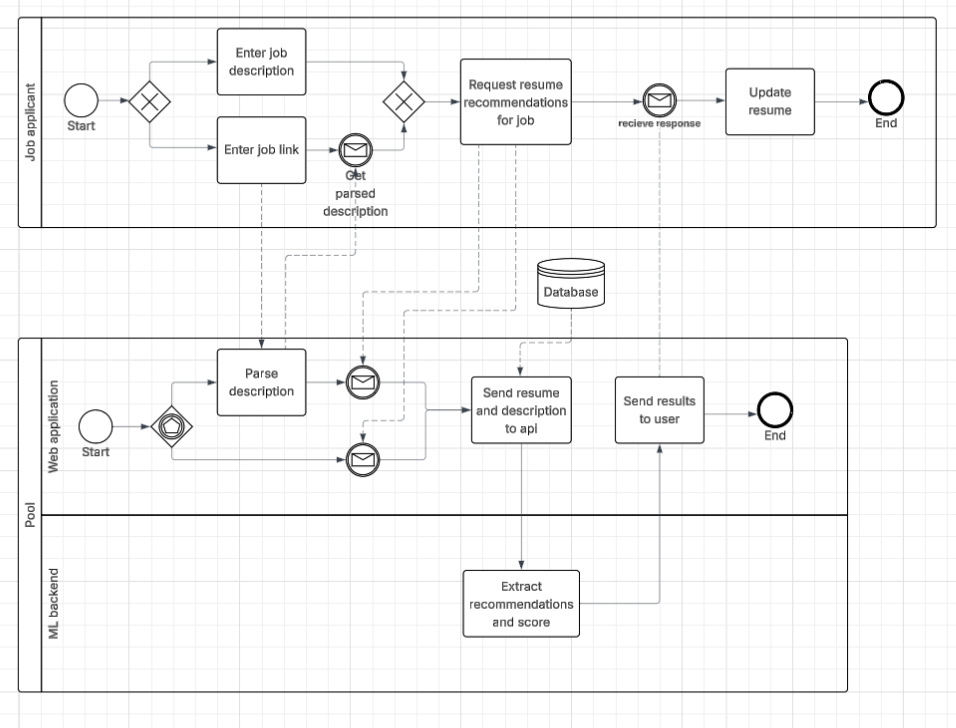 Job applicant
Start
Enter job
description
Enter job link
Get
parsed
description
Request resume
recommendations
for job
recieve response
Update
resume
End
Database
Pool
Web application
Start
Parse
description
Send resume
and description
to api
Send results
to user
End
ML backend
Extract
recommendations
and score